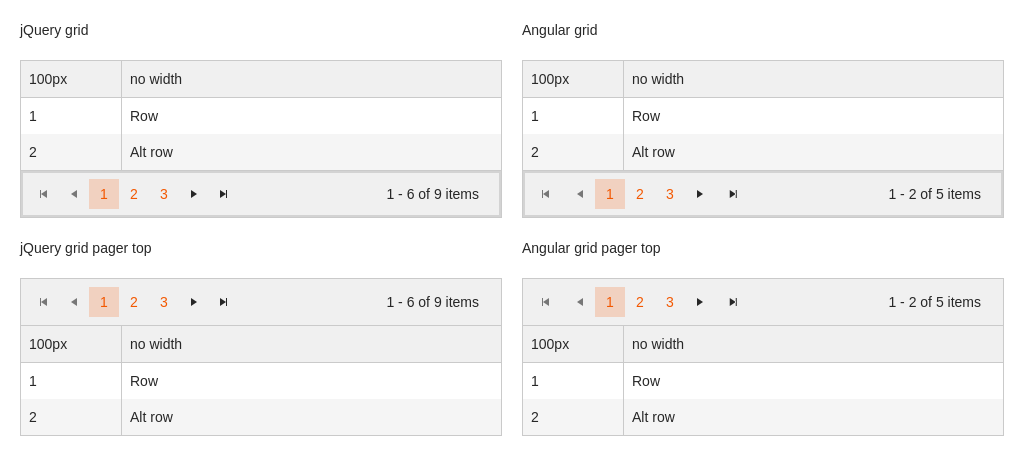 jQuery grid
100px no width
1 Row
2 Alt row
1 2 3 1 - 6 of 9 items
Angular grid
100px no width
1 Row
2 Alt row
1 2 3 1 - 2 of 5 items
jQuery grid pager top
1 2 3 1 - 6 of 9 items
100px no width
1 Row
2 Alt row
Angular grid pager top
1 2 3 1 - 2 of 5 items
100px no width
1 Row
2 Alt row